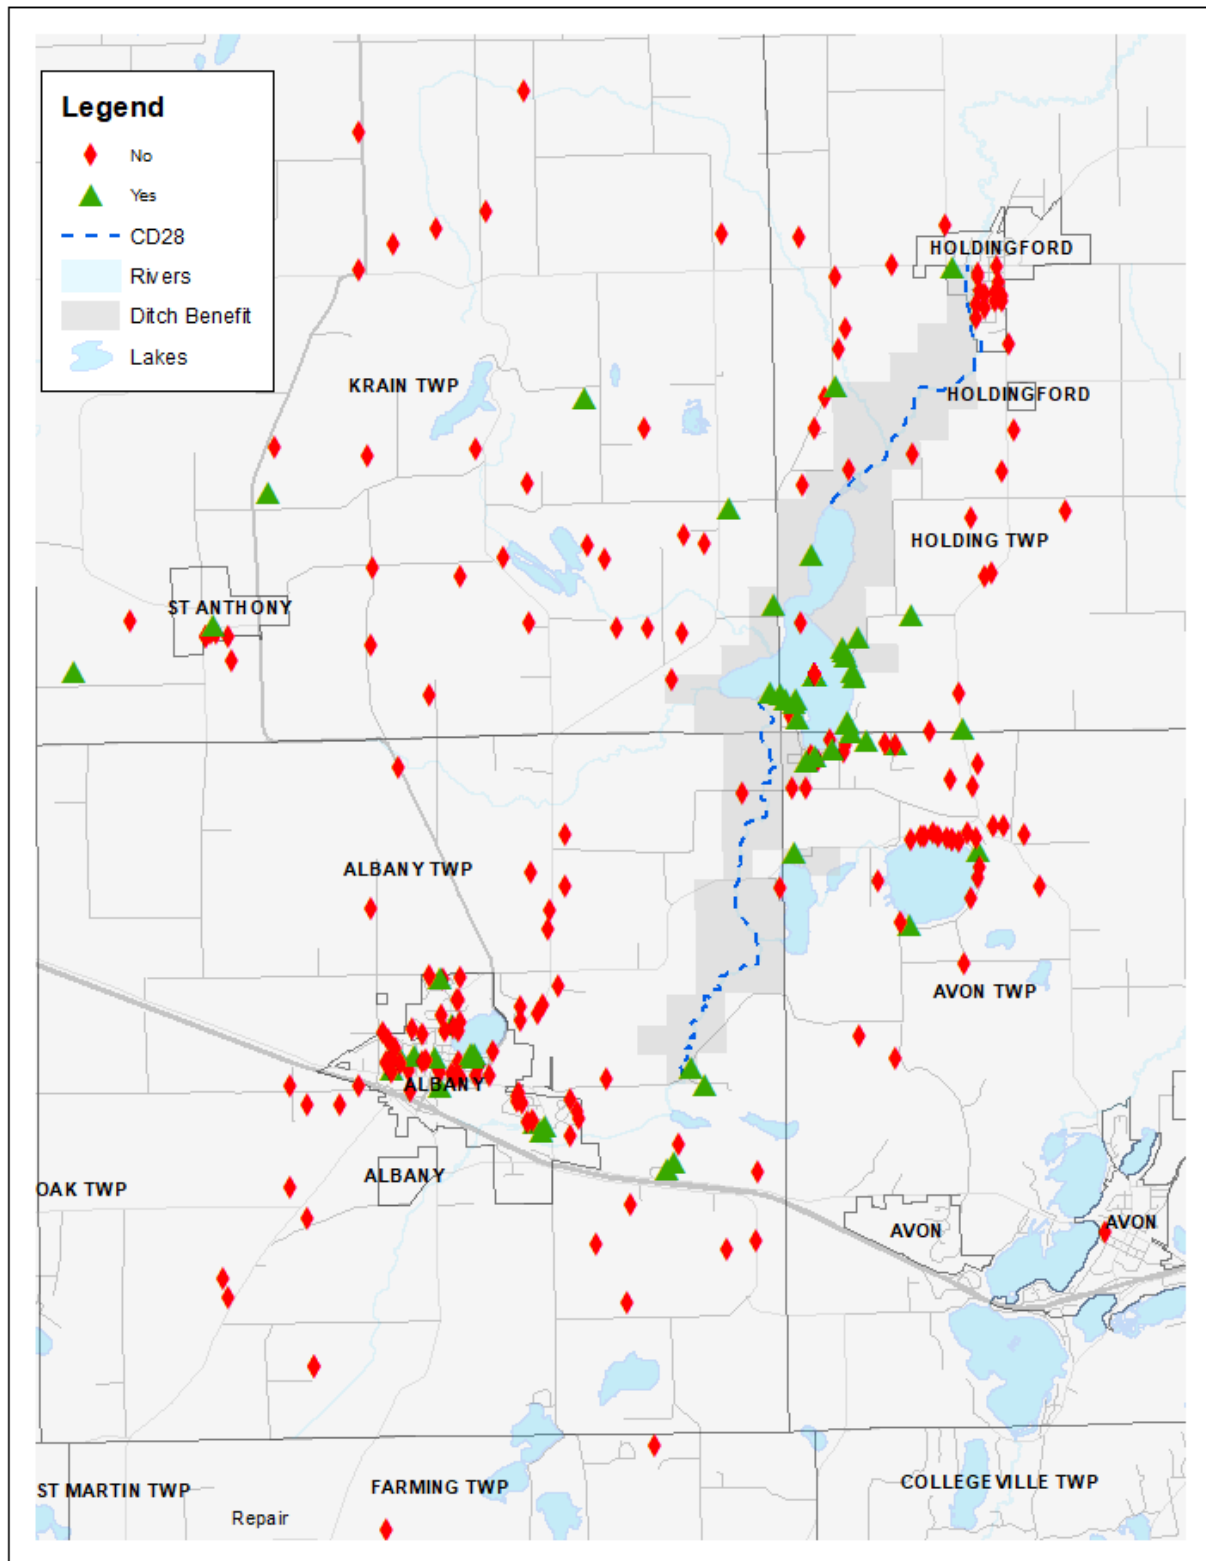 Legend
No
Yes
CD28
Rivers
Ditch Benefit
Lakes
HOLDINGFORD
KRAIN TWP
HOLDINGFORD
HOLDING TWP
ST ANTHONY
ALBANY TWP
AVON TWP
ALBANY
ALBANY
OAK TWP
AVON
AVON
COLLEGEVILLE TWP
FARMING TWP
ST MARTIN TWP
Repair